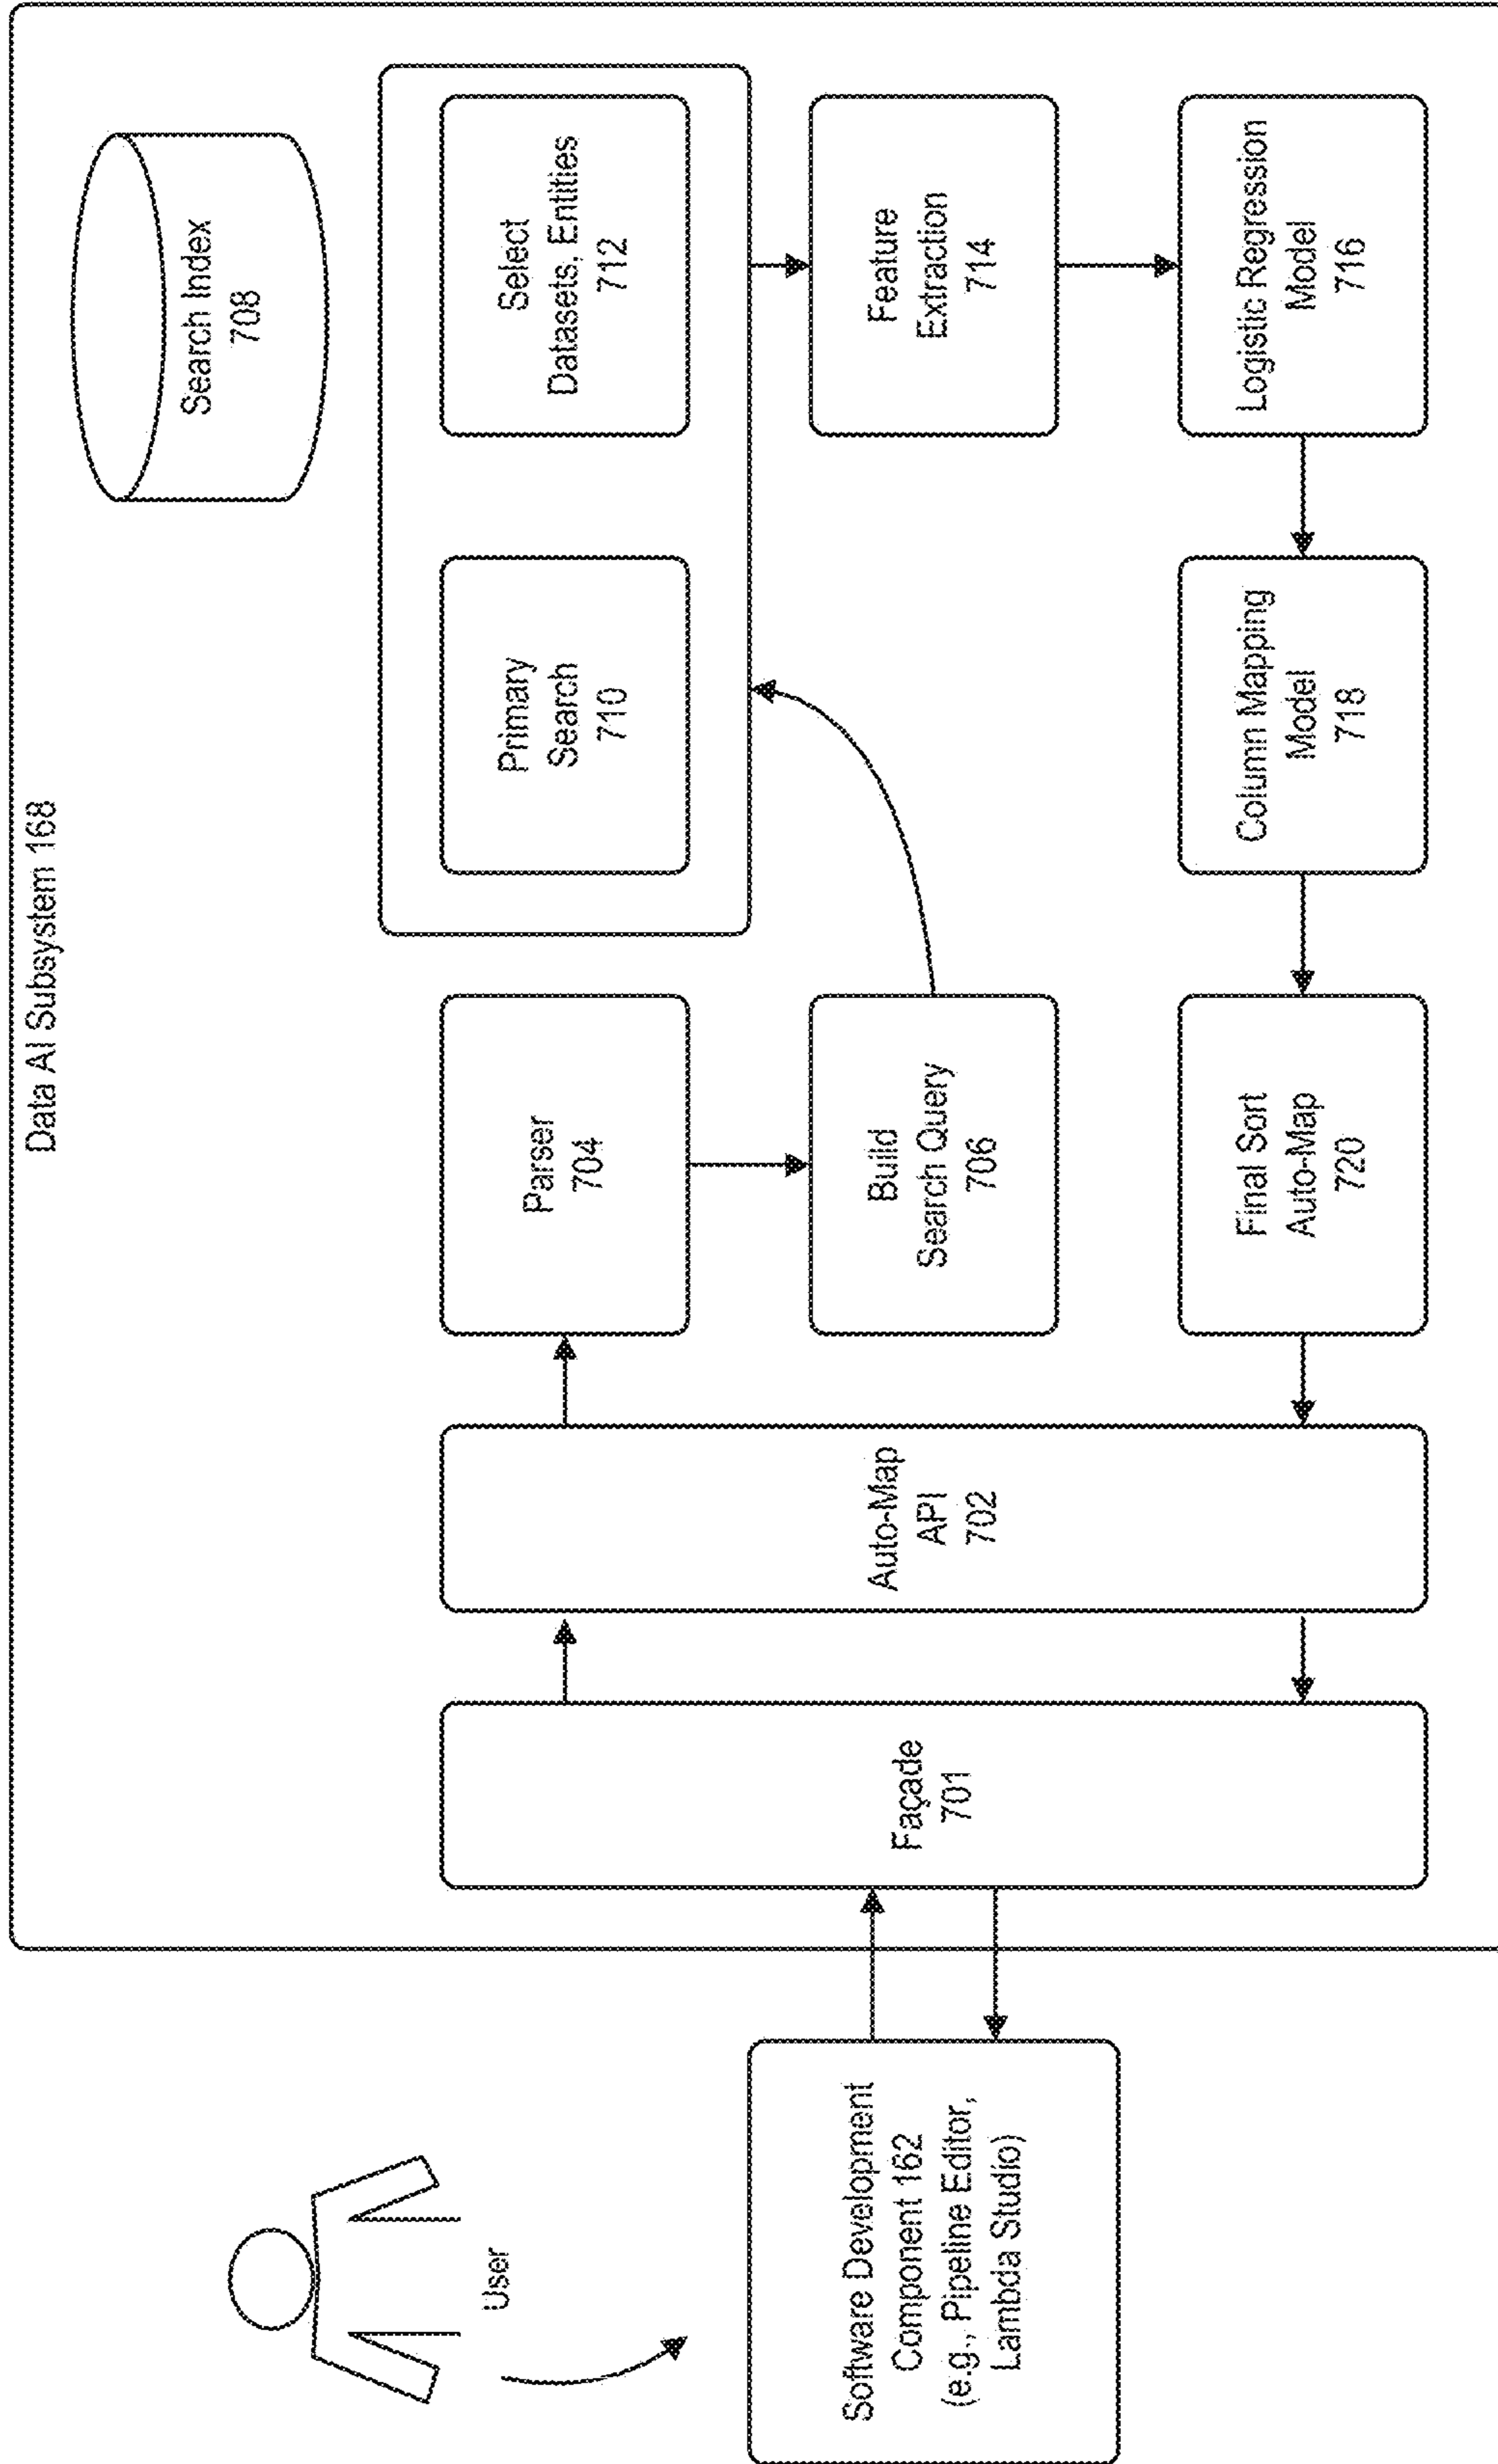 Data AI Subsystem 168
User
Software Development
Component 162
(e.g., Pipeline Editor,
Lambda Studio)
Façade
701
Auto-Map
API
702
Parser
704
Build
Search Query
706
Search Index
708
Primary
Search
710
Select
Datasets, Entities
712
Feature
Extraction
714
Logistic Regression
Model
716
Column Mapping
Model
718
Final Sort
Auto-Map
720